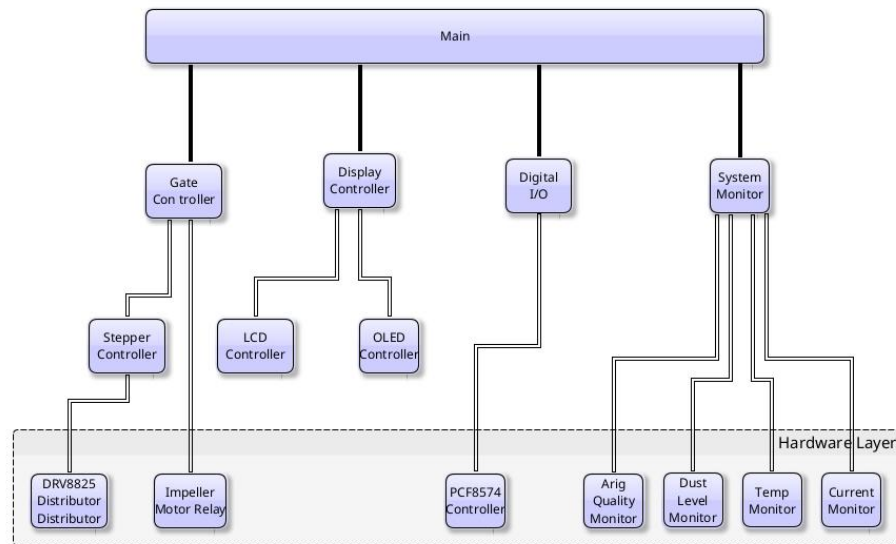 Main
Gate
Con troller
Display
Controller
Digital
I/O
System
Monitor
Stepper
Controller
LCD
Controller
OLED
Controller
Hardware Layer
DRV8825
Distributor
Distributor
Impeller
Motor Relay
PCF8574
Controller
Arig
Quality
Monitor
Dust
Level
Monitor
Temp
Monitor
Current
Monitor